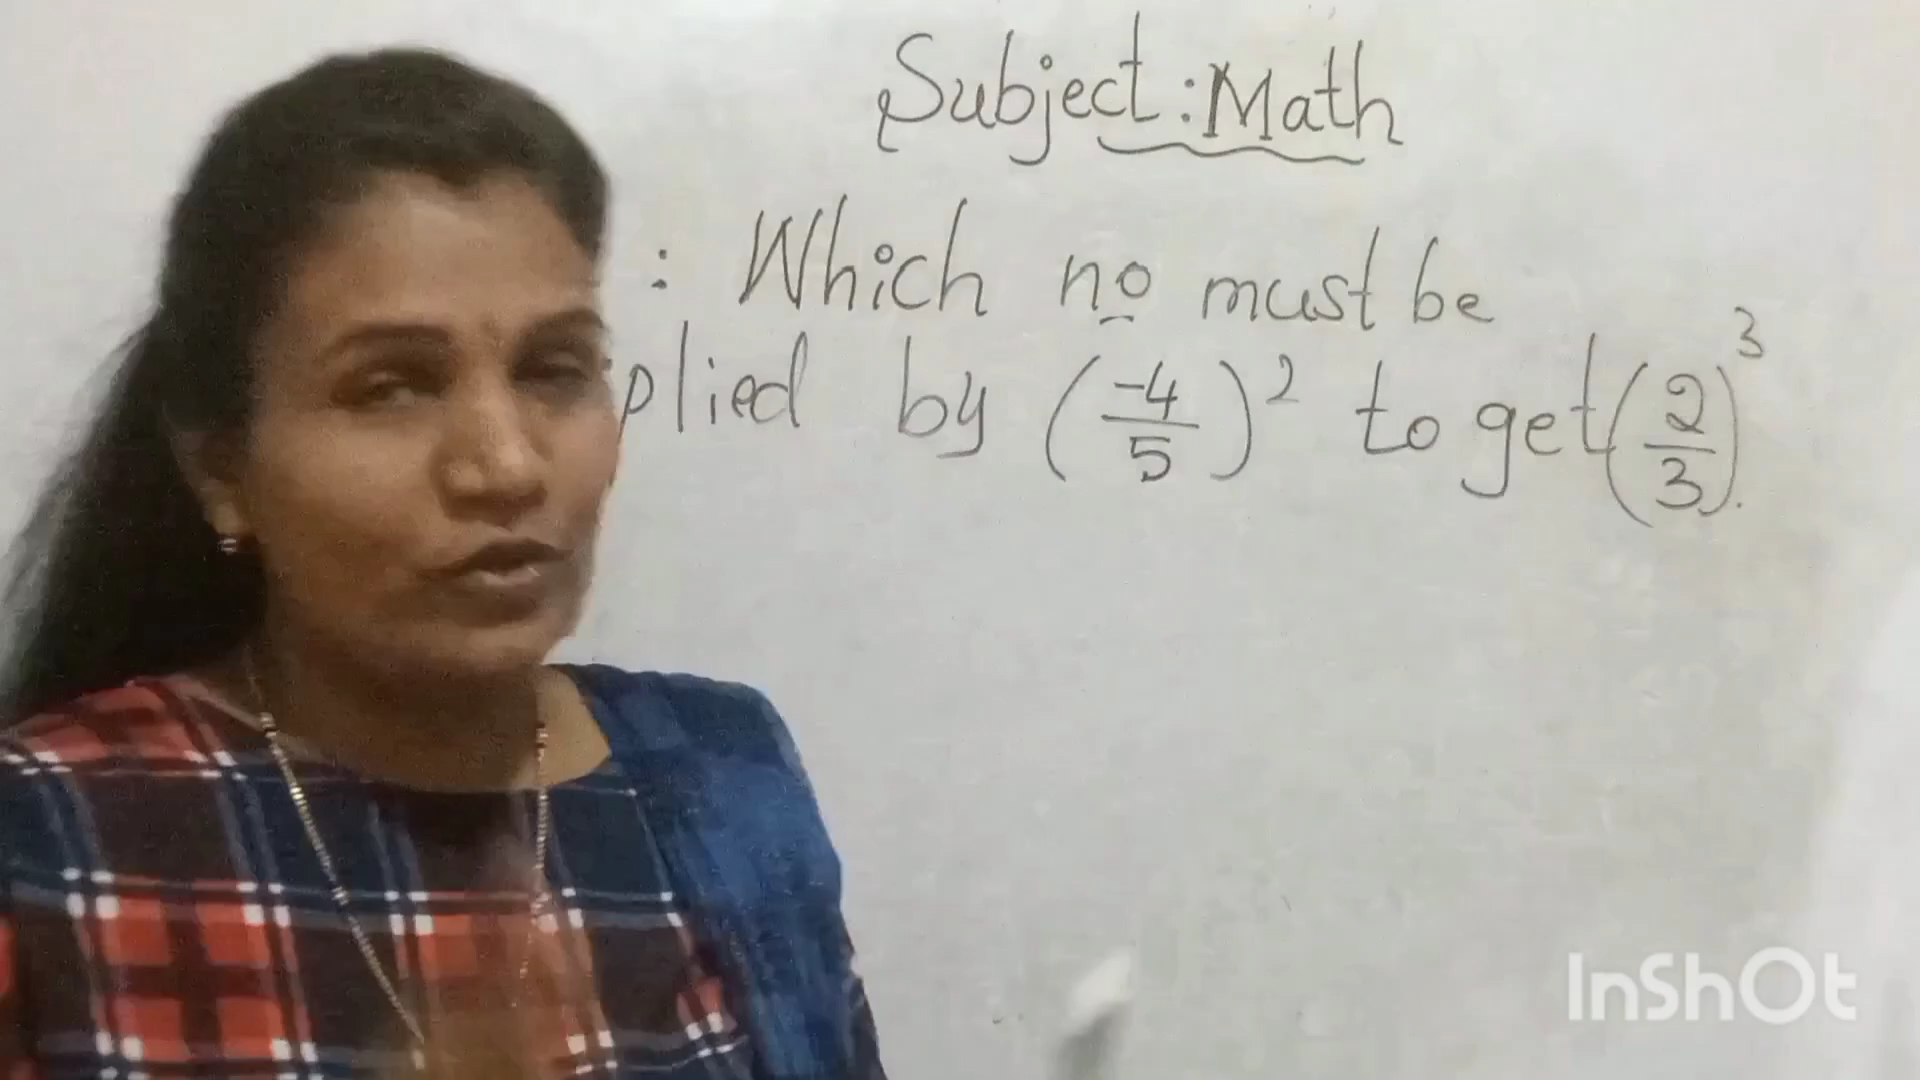 Subject : Math
: Which no must be
plied by (-4/5)² to get (2/3)³.
InShOt